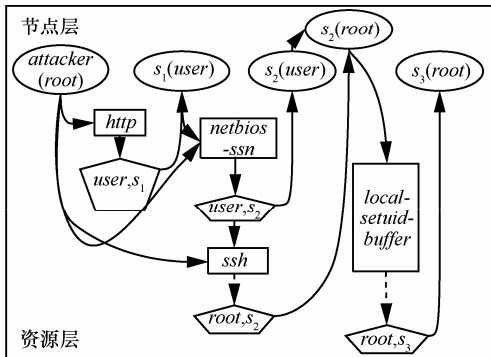 节点层
attacker
(root)
s₁(user)
s₂(user)
s₂(root)
s₃(root)
http
netbios
-ssn
user,s₁
user,s₂
local-
setuid-
buffer
ssh
root,s₂
root,s₃
资源层